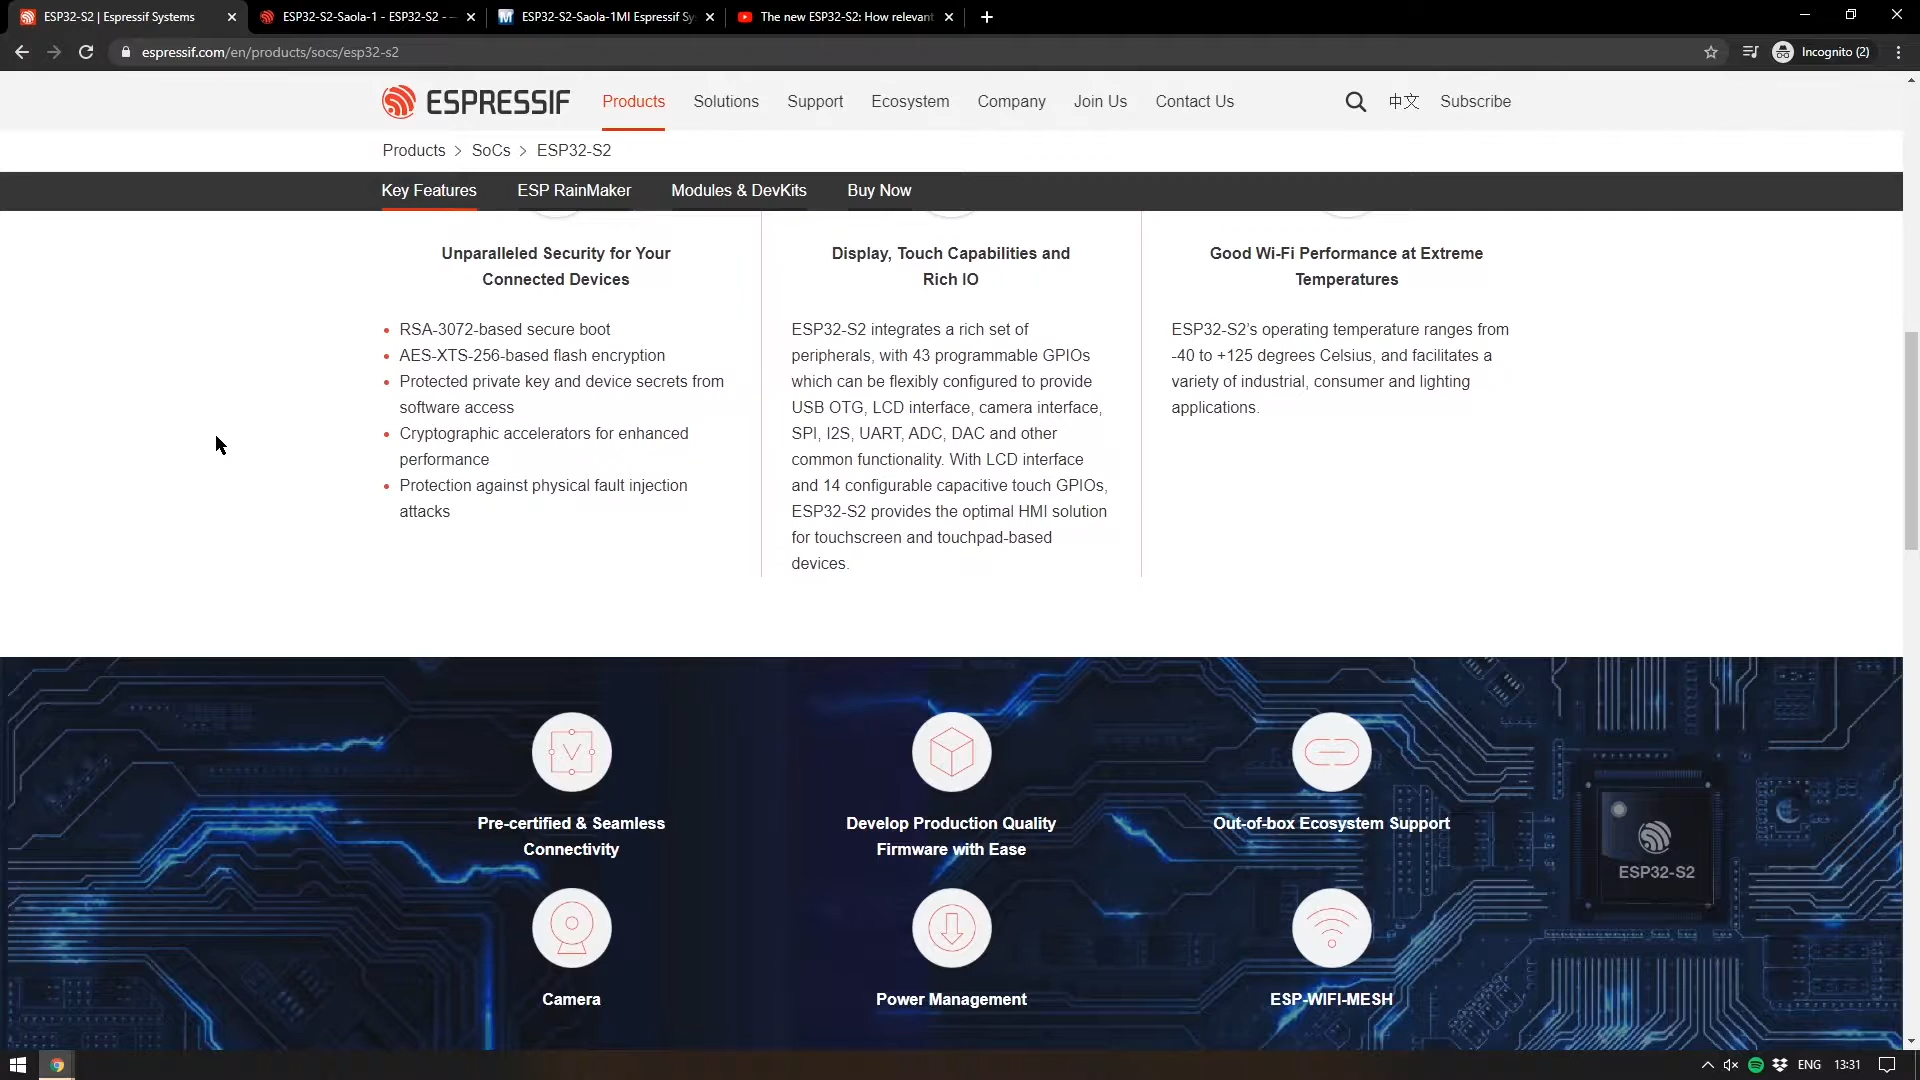 ESP32-S2 | Espressif Systems
ESP32-S2-Saola-1 - ESP32-S2 - —
ESP32-S2-Saola-1MI Espressif Sy
The new ESP32-S2: How relevant
espressif.com/en/products/socs/esp32-s2
Incognito (2)
ESPRESSIF
Products
Solutions
Support
Ecosystem
Company
Join Us
Contact Us
中文
Subscribe
Products > SoCs > ESP32-S2
Key Features
ESP RainMaker
Modules & DevKits
Buy Now
Unparalleled Security for Your
Connected Devices
• RSA-3072-based secure boot
• AES-XTS-256-based flash encryption
• Protected private key and device secrets from
software access
• Cryptographic accelerators for enhanced
performance
• Protection against physical fault injection
attacks
Display, Touch Capabilities and
Rich IO
ESP32-S2 integrates a rich set of
peripherals, with 43 programmable GPIOs
which can be flexibly configured to provide
USB OTG, LCD interface, camera interface,
SPI, I2S, UART, ADC, DAC and other
common functionality. With LCD interface
and 14 configurable capacitive touch GPIOs,
ESP32-S2 provides the optimal HMI solution
for touchscreen and touchpad-based
devices.
Good Wi-Fi Performance at Extreme
Temperatures
ESP32-S2's operating temperature ranges from
-40 to +125 degrees Celsius, and facilitates a
variety of industrial, consumer and lighting
applications.
Pre-certified & Seamless
Connectivity
Develop Production Quality
Firmware with Ease
Out-of-box Ecosystem Support
ESP32-S2
Camera
Power Management
ESP-WIFI-MESH
ENG
13:31